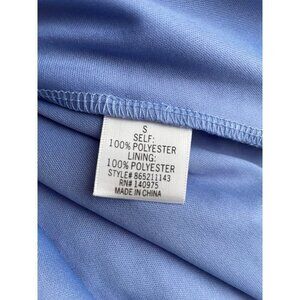 S
SELF:
100% POLYESTER
LINING:
100% POLYESTER
STYLE# 865211143
RN# 140975
MADE IN CHINA